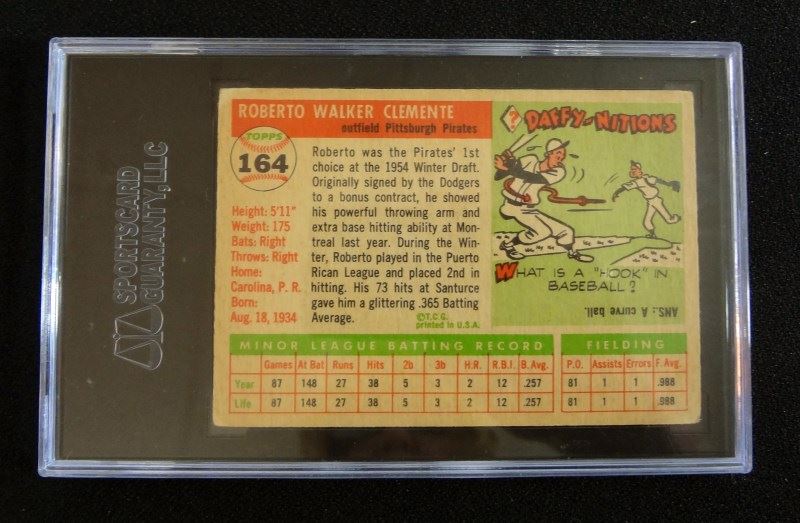 SPORTSCARD
GUARANTY, LLC
ROBERTO WALKER CLEMENTE
outfield Pittsburgh Pirates
TOPPS
164
Height: 5'11"
Weight: 175
Bats: Right
Throws: Right
Home:
Carolina, P. R.
Born:
Aug. 18, 1934
Roberto was the Pirates' 1st
choice at the 1954 Winter Draft.
Originally signed by the Dodgers
to a bonus contract, he showed
his powerful throwing arm and
extra base hitting ability at Mon-
treal last year. During the Win-
ter, Roberto played in the Puerto
Rican League and placed 2nd in
hitting. His 73 hits at Santurce
gave him a glittering .365 Batting
Average.
©T.C.G.
printed in U.S.A.
?
DAFFY-NITIONS
WHAT IS A "HOOK" IN
BASEBALL?
ANS.: A curve ball.
MINOR LEAGUE BATTING RECORD FIELDING
Games At Bat Runs Hits 2b 3b H.R. R.B.I. B. Avg. P.O. Assists Errors F. Avg.
Year 87 148 27 38 5 3 2 12 .257 81 1 1 .988
Life 87 148 27 38 5 3 2 12 .257 81 1 1 .988